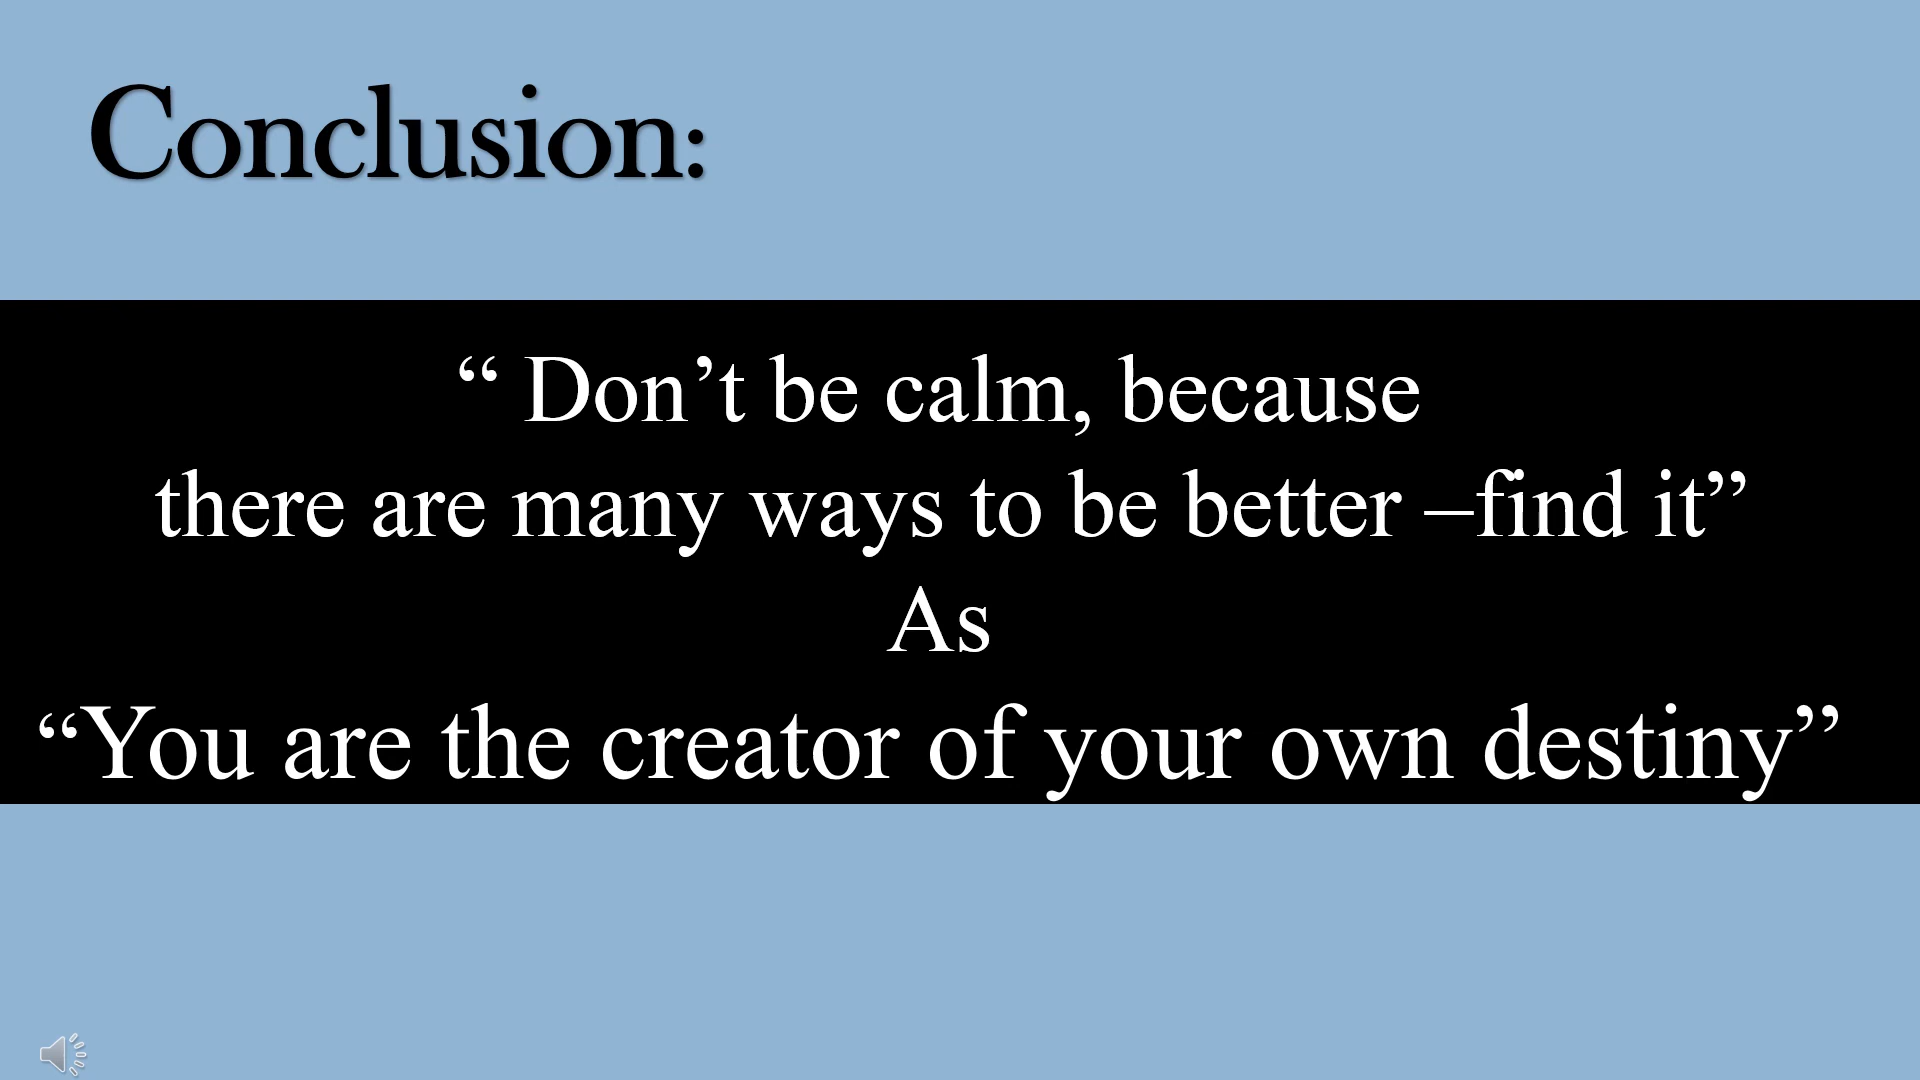 Conclusion:
“ Don’t be calm, because
there are many ways to be better –find it”
As
“You are the creator of your own destiny”